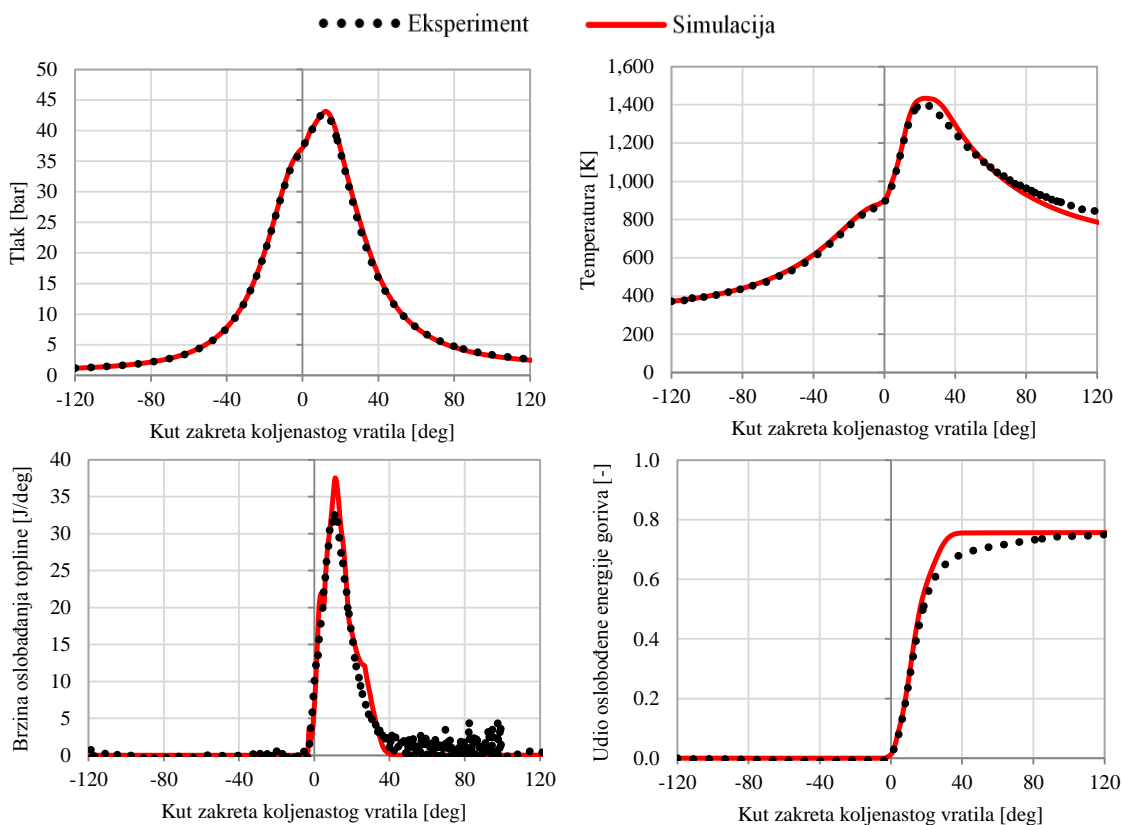 Eksperiment
Simulacija
Tlak [bar]
50
45
40
35
30
25
20
15
10
5
0
-120 -80 -40 0 40 80 120
Kut zakreta koljenastog vratila [deg]
Temperatura [K]
1,600
1,400
1,200
1,000
800
600
400
200
0
-120 -80 -40 0 40 80 120
Kut zakreta koljenastog vratila [deg]
Brzina oslobađanja topline [J/deg]
40
35
30
25
20
15
10
5
0
-120 -80 -40 0 40 80 120
Kut zakreta koljenastog vratila [deg]
Udio oslobođene energije goriva [-]
1.0
0.8
0.6
0.4
0.2
0.0
-120 -80 -40 0 40 80 120
Kut zakreta koljenastog vratila [deg]